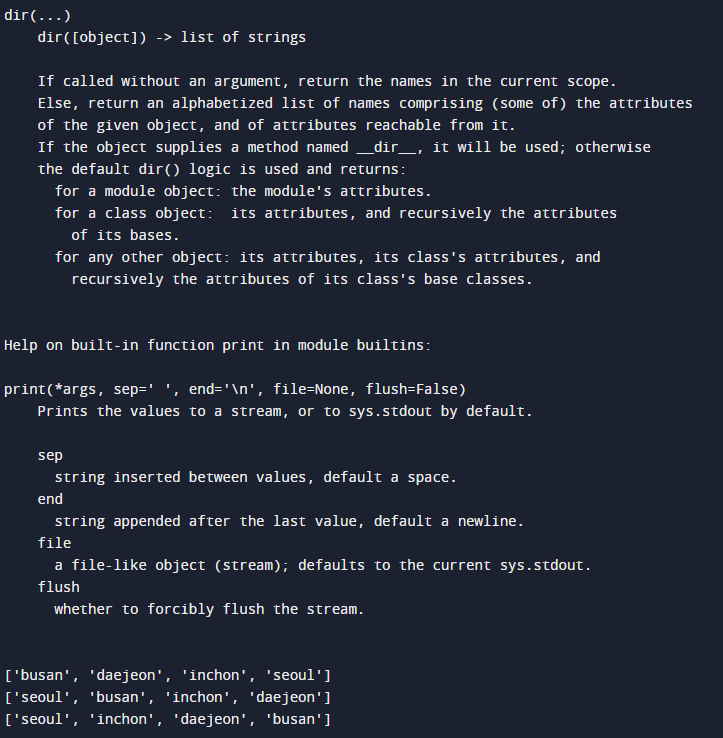 dir(...)
    dir([object]) -> list of strings

    If called without an argument, return the names in the current scope.
    Else, return an alphabetized list of names comprising (some of) the attributes
    of the given object, and of attributes reachable from it.
    If the object supplies a method named __dir__, it will be used; otherwise
    the default dir() logic is used and returns:
      for a module object: the module's attributes.
      for a class object:  its attributes, and recursively the attributes
        of its bases.
      for any other object: its attributes, its class's attributes, and
        recursively the attributes of its class's base classes.


Help on built-in function print in module builtins:

print(*args, sep=' ', end='\n', file=None, flush=False)
    Prints the values to a stream, or to sys.stdout by default.

    sep
      string inserted between values, default a space.
    end
      string appended after the last value, default a newline.
    file
      a file-like object (stream); defaults to the current sys.stdout.
    flush
      whether to forcibly flush the stream.


['busan', 'daejeon', 'inchon', 'seoul']
['seoul', 'busan', 'inchon', 'daejeon']
['seoul', 'inchon', 'daejeon', 'busan']